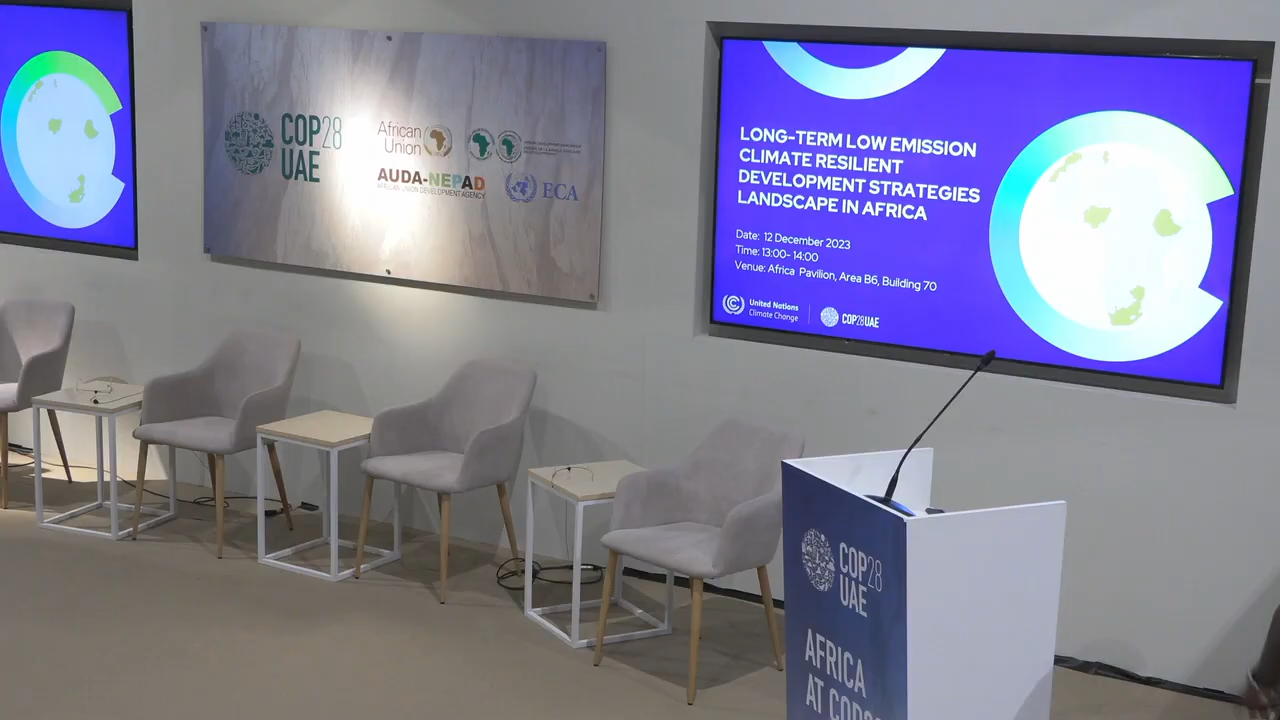 COP28
UAE
African
Union
AUDA-NEPAD
AFRICAN UNION DEVELOPMENT AGENCY
ECA
LONG-TERM LOW EMISSION
CLIMATE RESILIENT
DEVELOPMENT STRATEGIES
LANDSCAPE IN AFRICA
Date: 12 December 2023
Time: 13:00- 14:00
Venue: Africa Pavilion, Area B6, Building 70
United Nations
Climate Change
COP28UAE
COP28
UAE
AFRICA
AT COP28